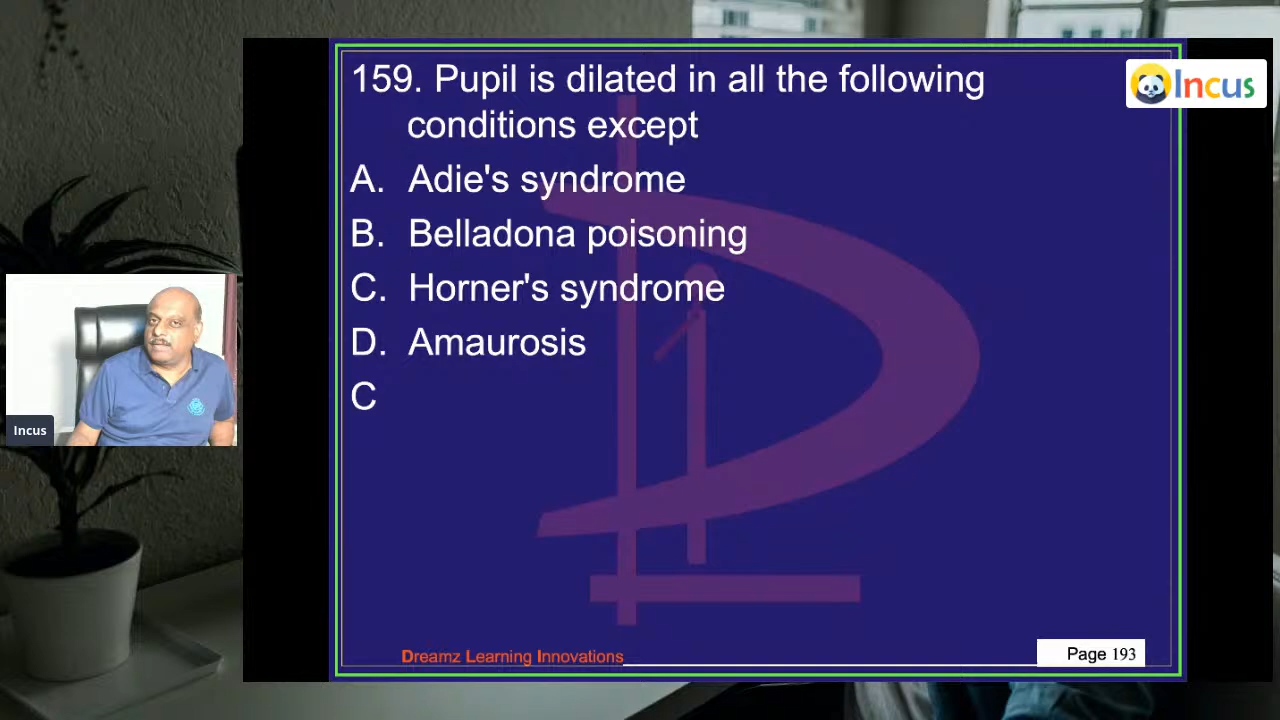 159. Pupil is dilated in all the following
conditions except
A. Adie's syndrome
B. Belladona poisoning
C. Horner's syndrome
D. Amaurosis
C
Incus
Incus
Dreamz Learning Innovations
Page 193